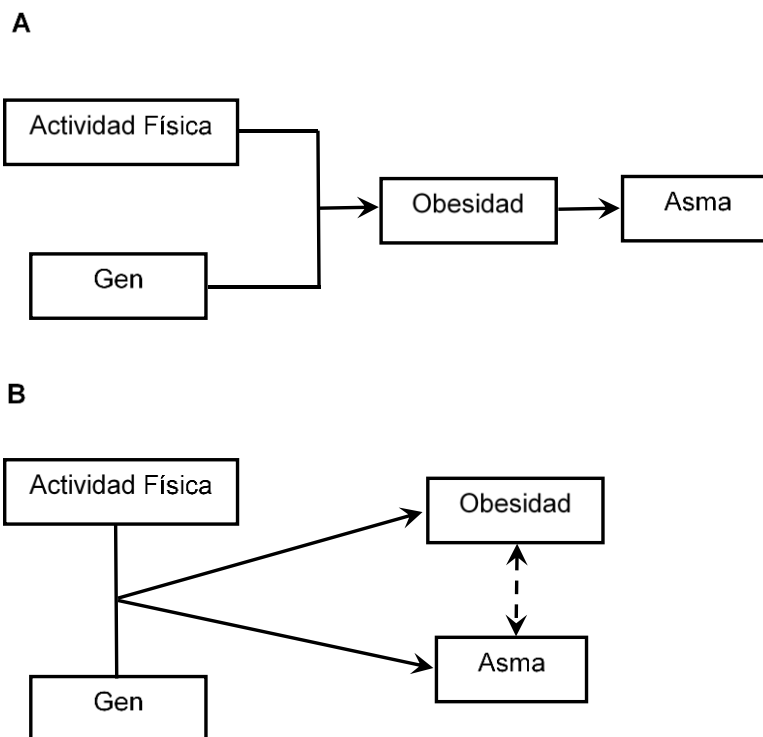 A
Actividad Física
Obesidad
Asma
Gen
B
Actividad Física
Obesidad
Asma
Gen